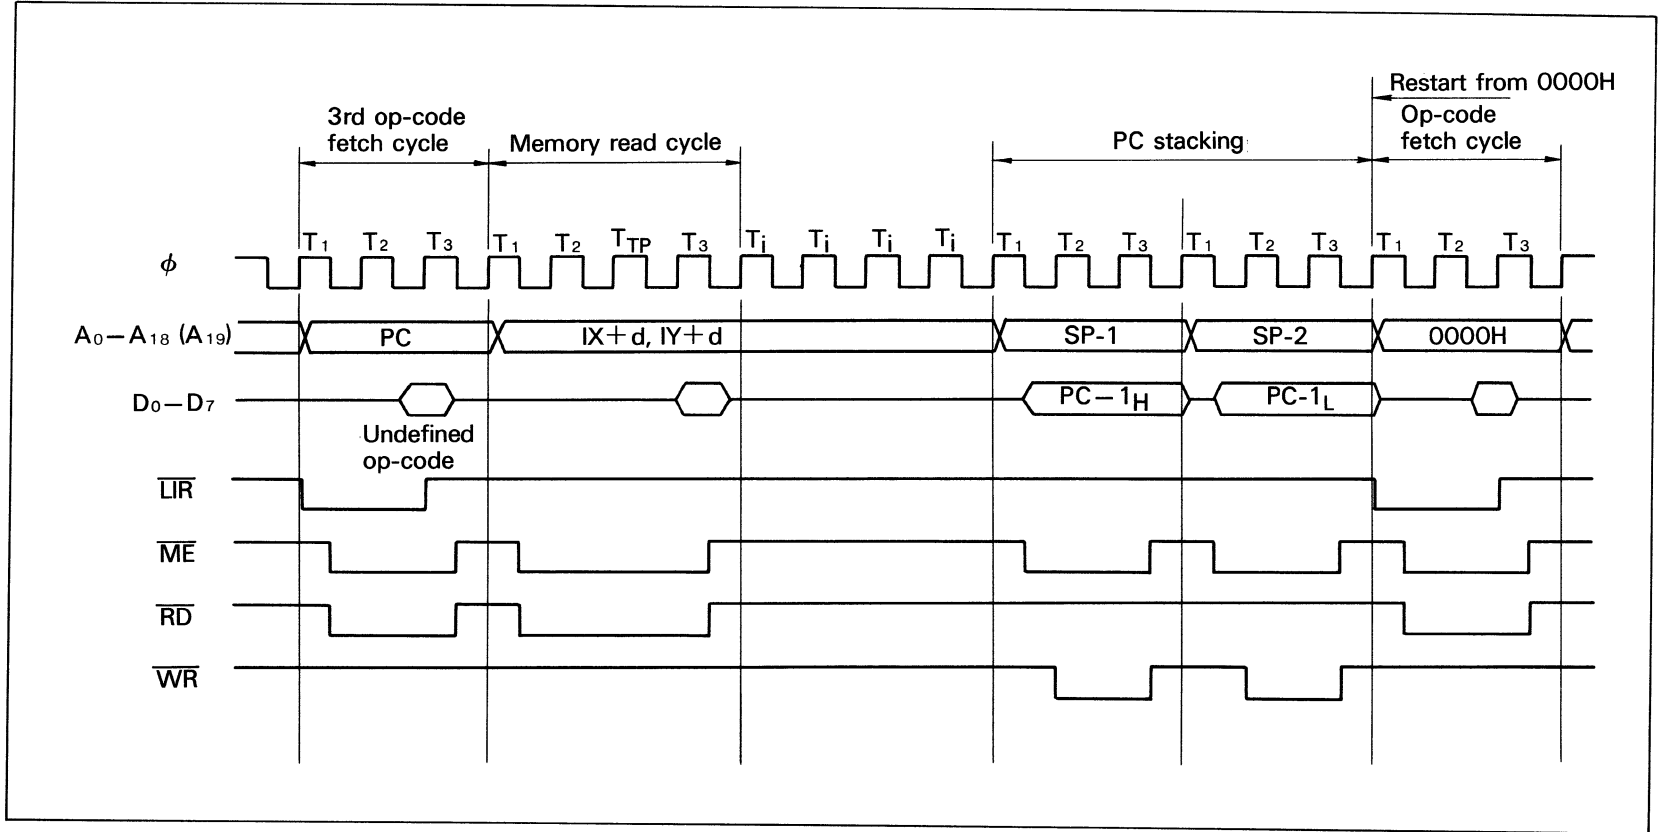 Restart from 0000H
3rd op-code
fetch cycle
Memory read cycle
PC stacking
Op-code
fetch cycle
T1 T2 T3 T1 T2 TTP T3 Ti Ti Ti Ti T1 T2 T3 T1 T2 T3 T1 T2 T3
ϕ
A0–A18 (A19) PC IX+d, IY+d SP-1 SP-2 0000H
D0–D7 PC–1H PC-1L
Undefined
op-code
LIR
ME
RD
WR